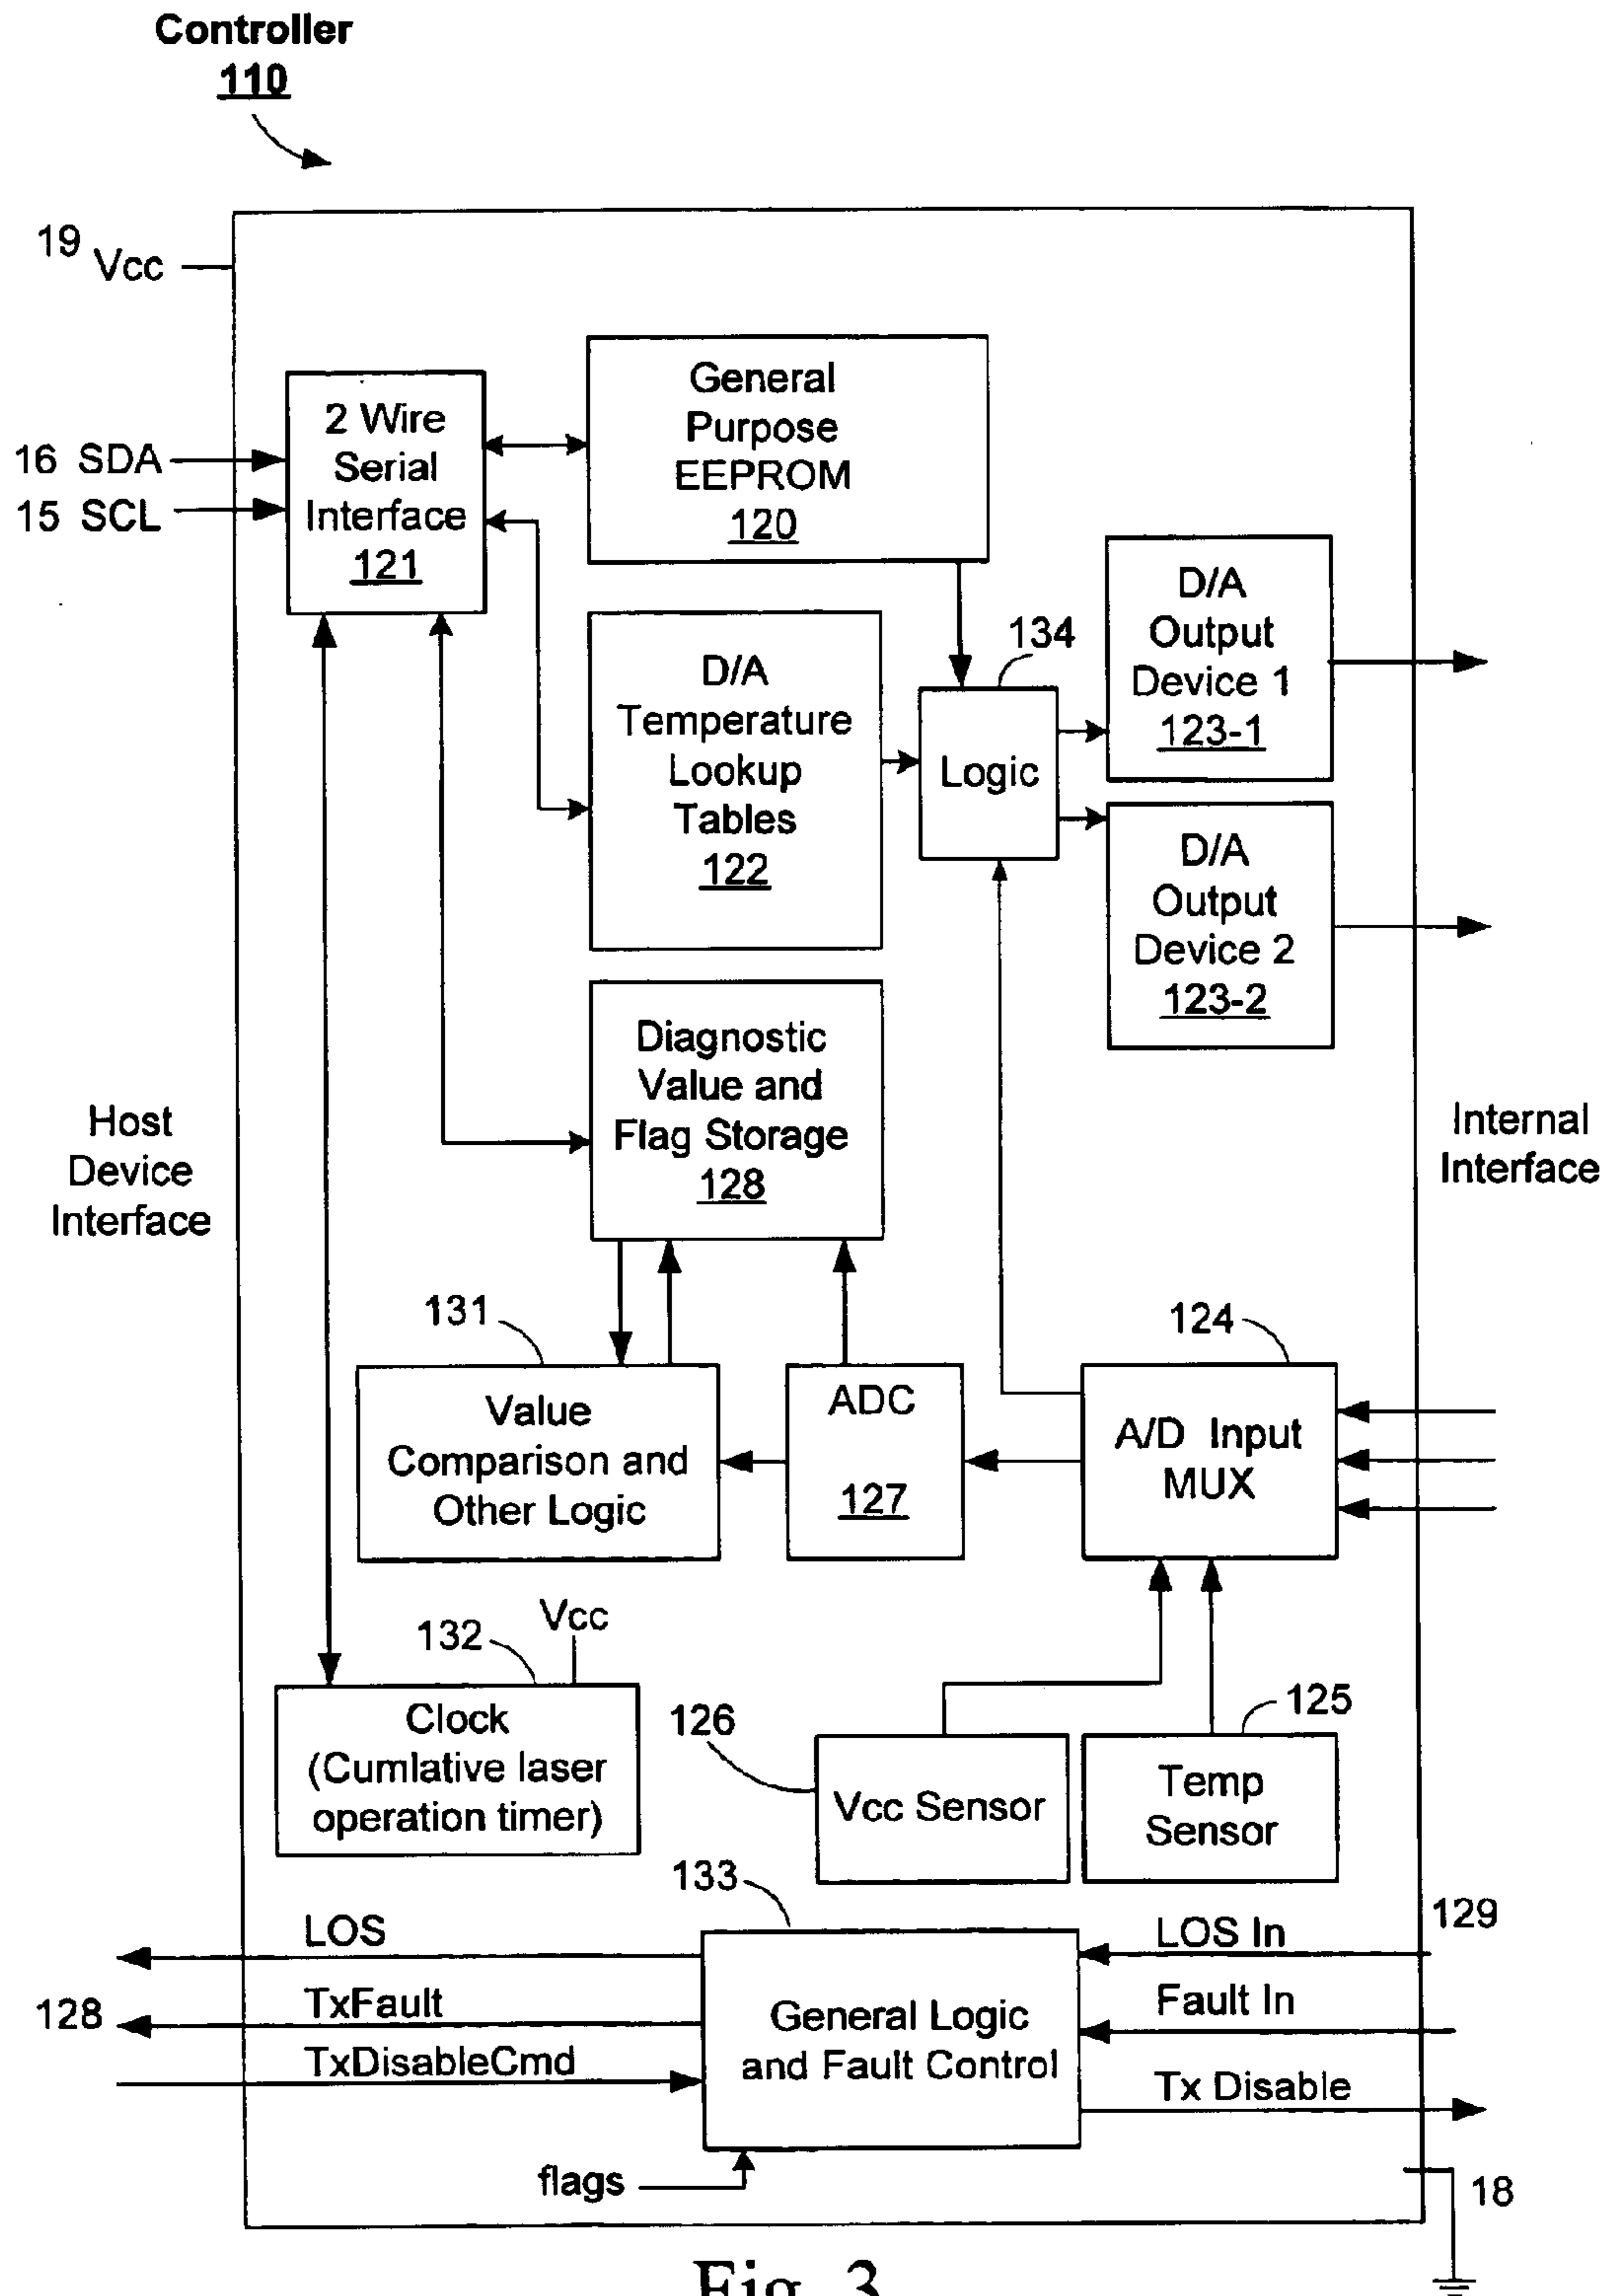 Controller
110
19 Vcc
2 Wire
Serial
Interface
121
16 SDA
15 SCL
General
Purpose
EEPROM
120
D/A
Temperature
Lookup
Tables
122
134
Logic
D/A
Output
Device 1
123-1
D/A
Output
Device 2
123-2
Host
Device
Interface
Diagnostic
Value and
Flag Storage
128
Internal
Interface
131
Value
Comparison and
Other Logic
ADC
127
124
A/D Input
MUX
132
Vcc
Clock
(Cumlative laser
operation timer)
126
Vcc Sensor
125
Temp
Sensor
133
General Logic
and Fault Control
LOS
TxFault
128
TxDisableCmd
flags
129
LOS In
Fault In
Tx Disable
18
Fig. 3